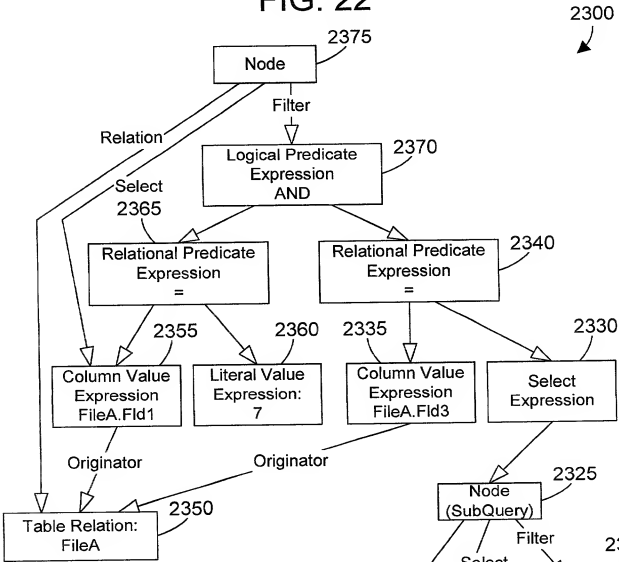 FIG. 22
2300
2375
Node
Filter
Relation
2370
Logical Predicate
Expression
AND
Select
2365
Relational Predicate
Expression
=
2340
Relational Predicate
Expression
=
2355
Column Value
Expression
FileA.Fld1
2360
Literal Value
Expression:
7
2335
Column Value
Expression
FileA.Fld3
2330
Select
Expression
Originator
Originator
2325
Node
(SubQuery)
2350
Table Relation:
FileA
Filter
Select